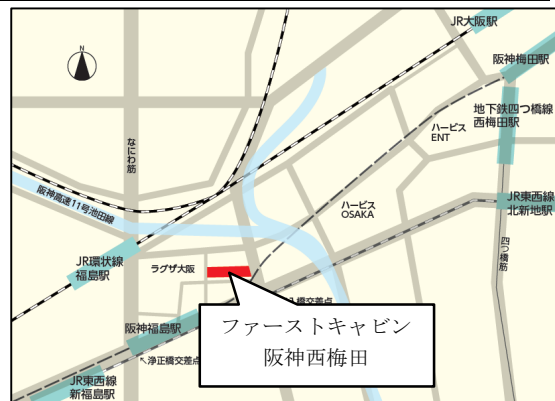 JR大阪駅
N
阪神梅田駅
地下鉄四つ橋線
西梅田駅
ハービス
ENT
なにわ筋
阪神高速11号池田線
ハービス
OSAKA
JR東西線
北新地駅
四つ橋筋
JR環状線
福島駅
ラグザ大阪
橋交差点
ファーストキャビン
阪神西梅田
阪神福島駅
↖浄正橋交差点
JR東西線
新福島駅